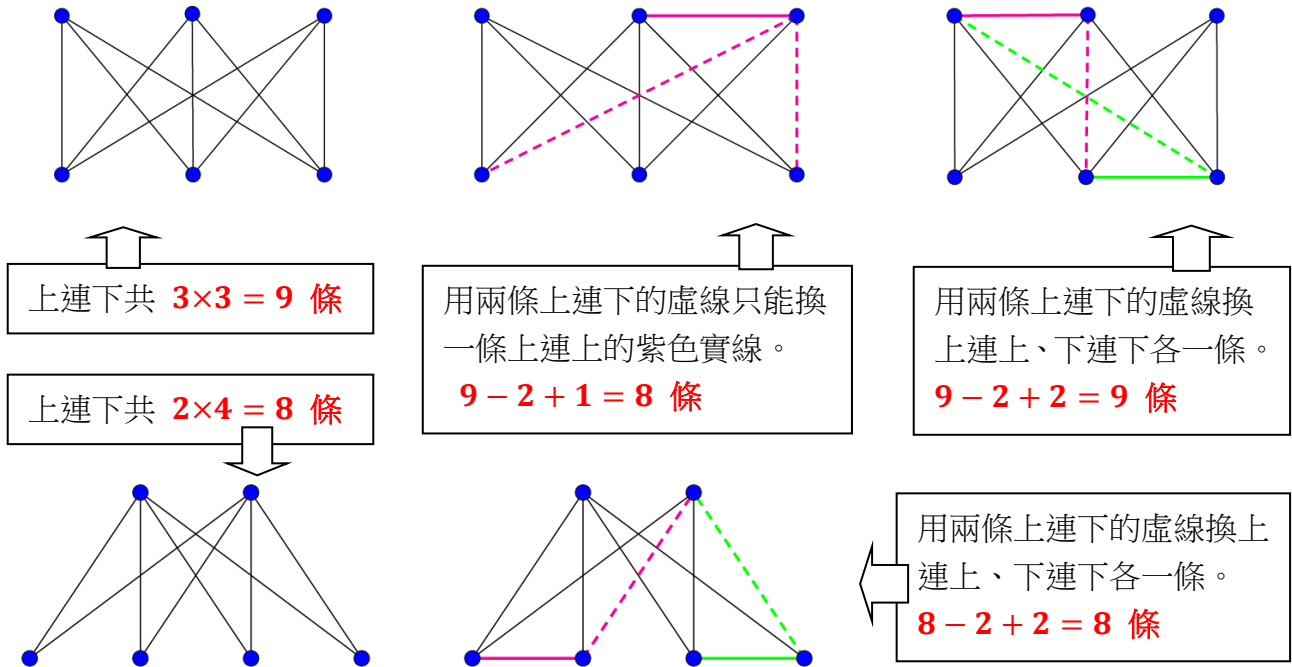 上連下共 3×3 = 9 條
用兩條上連下的虛線只能換
一條上連上的紫色實線。
9 − 2 + 1 = 8 條
用兩條上連下的虛線換
上連上、下連下各一條。
9 − 2 + 2 = 9 條
上連下共 2×4 = 8 條
用兩條上連下的虛線換上
連上、下連下各一條。
8 − 2 + 2 = 8 條